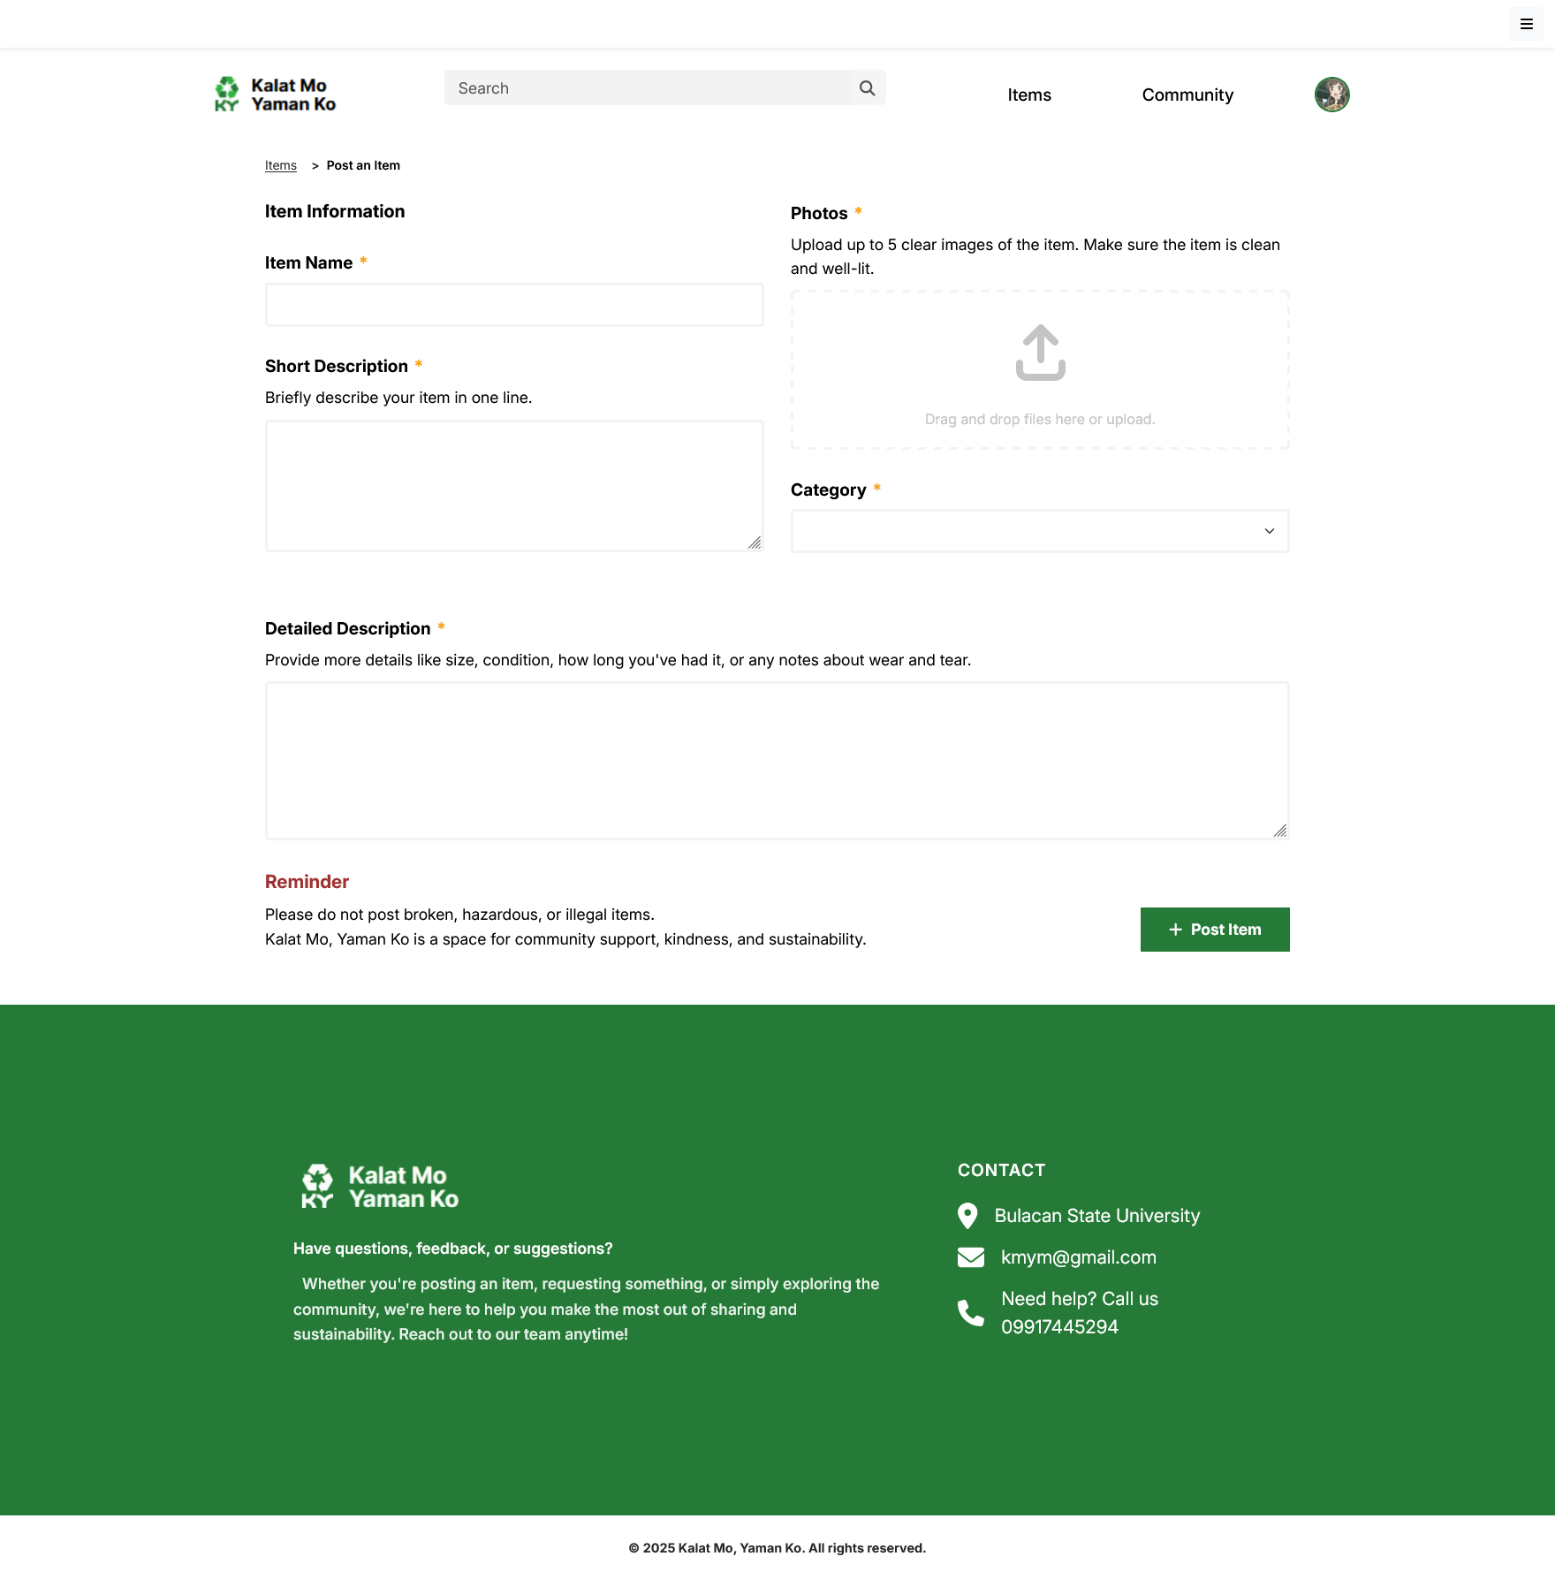 Kalat Mo
Yaman Ko
KY
Search
Items
Community
Items > Post an Item
Item Information
Item Name *
Short Description *
Briefly describe your item in one line.
Photos *
Upload up to 5 clear images of the item. Make sure the item is clean
and well-lit.
Drag and drop files here or upload.
Category *
Detailed Description *
Provide more details like size, condition, how long you've had it, or any notes about wear and tear.
Reminder
Please do not post broken, hazardous, or illegal items.
Kalat Mo, Yaman Ko is a space for community support, kindness, and sustainability.
+ Post Item
Kalat Mo
Yaman Ko
KY
Have questions, feedback, or suggestions?
Whether you're posting an item, requesting something, or simply exploring the
community, we're here to help you make the most out of sharing and
sustainability. Reach out to our team anytime!
CONTACT
Bulacan State University
kmym@gmail.com
Need help? Call us
09917445294
© 2025 Kalat Mo, Yaman Ko. All rights reserved.